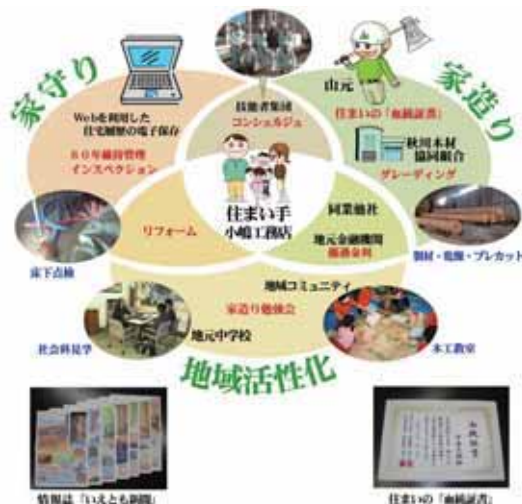 家守り
家造り
地域活性化
技能者集団
コンシェルジュ
Webを利用した
住宅履歴の電子保存
60年維持管理
インスペクション
山元
住まいの「血統証書」
秋川木材
協同組合
グレーディング
住まい手
小嶋工務店
リフォーム
同業他社
地元金融機関
優遇金利
床下点検
製材・乾燥・プレカット
地域コミュニティ
家造り勉強会
地元中学校
社会科見学
木工教室
情報誌「いえとも新聞」
住まいの「血統証書」